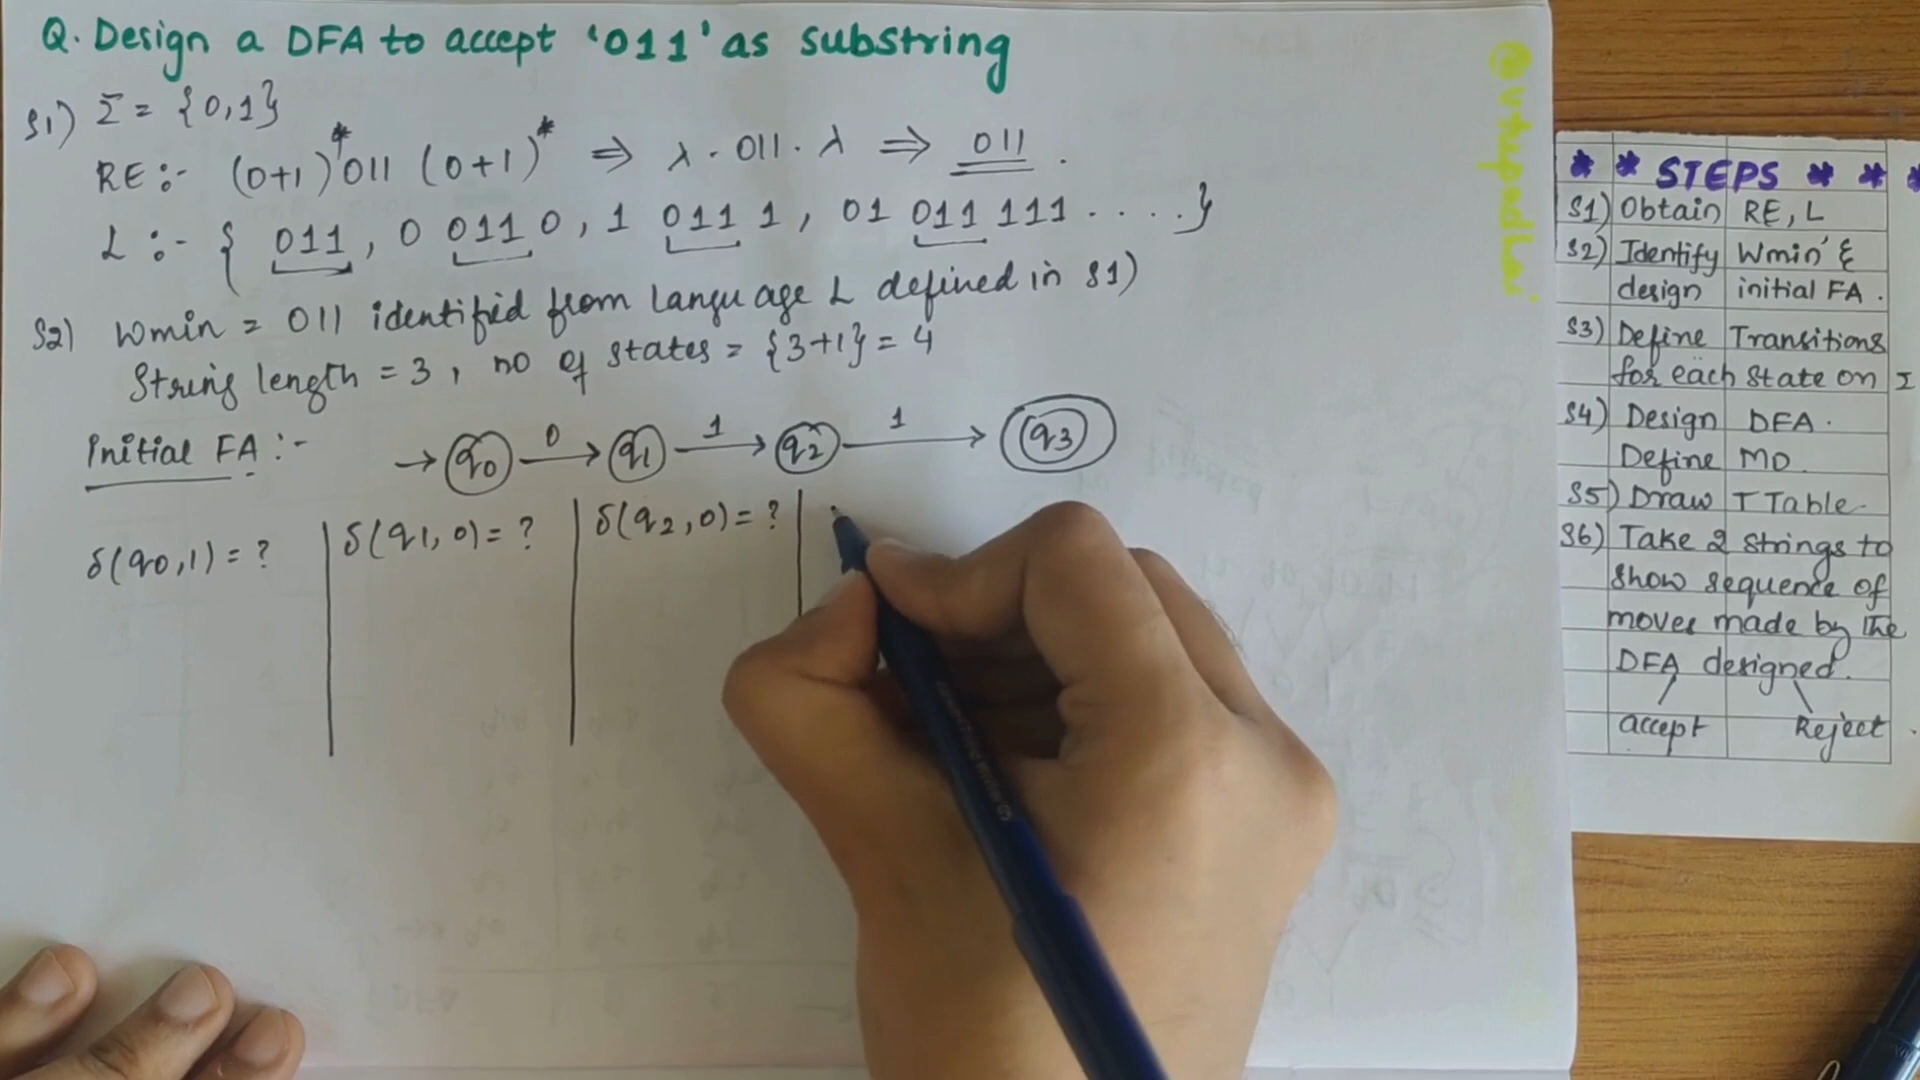 Q. Design a DFA to accept '011' as substring
S1) Σ = {0,1}
RE :- (0+1)* 011 (0+1)* ⇒ λ . 011 . λ ⇒ 011 .
L :- { 011, 0 011 0, 1 011 1, 01 011 111 . . . . }
S2) Wmin = 011 identified from language L defined in S1)
String length = 3, no of states = {3+1} = 4
Initial FA :- → q0 0 → q1 1 → q2 1 → q3
δ(q0,1) = ? | δ(q1,0) = ? | δ(q2,0) = ? |
@vtupadhai
* * STEPS * * *
S1) Obtain RE, L
S2) Identify Wmin' &
design initial FA .
S3) Define Transitions
for each state on Σ
S4) Design DFA .
Define MD.
S5) Draw T Table.
S6) Take 2 strings to
show sequence of
moves made by the
DFA designed.
accept Reject .